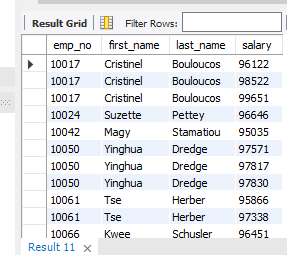 Result Grid Filter Rows:
emp_no first_name last_name salary
10017 Cristinel Bouloucos 96122
10017 Cristinel Bouloucos 98522
10017 Cristinel Bouloucos 99651
10024 Suzette Pettey 96646
10042 Magy Stamatiou 95035
10050 Yinghua Dredge 97571
10050 Yinghua Dredge 97817
10050 Yinghua Dredge 97830
10061 Tse Herber 95866
10061 Tse Herber 97338
10066 Kwee Schusler 96451
Result 11